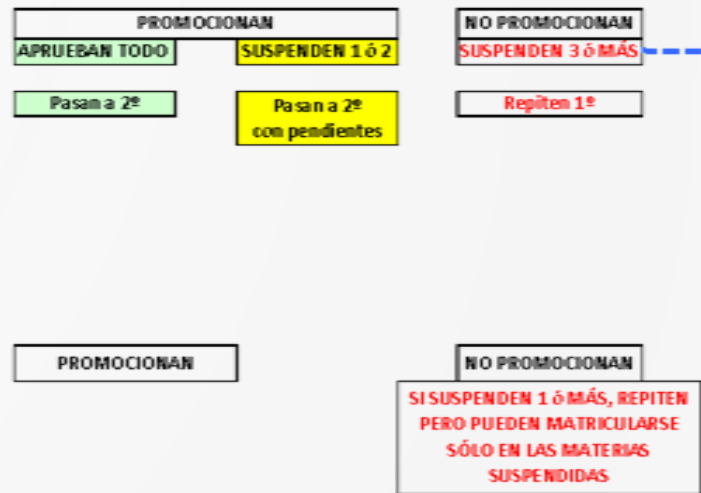 PROMOCIONAN
NO PROMOCIONAN
APRUEBAN TODO
SUSPENDEN 1 ó 2
SUSPENDEN 3 ó MÁS
Pasan a 2º
Pasan a 2º
con pendientes
Repiten 1º
PROMOCIONAN
NO PROMOCIONAN
SI SUSPENDEN 1 ó MÁS, REPITEN
PERO PUEDEN MATRICULARSE
SÓLO EN LAS MATERIAS
SUSPENDIDAS